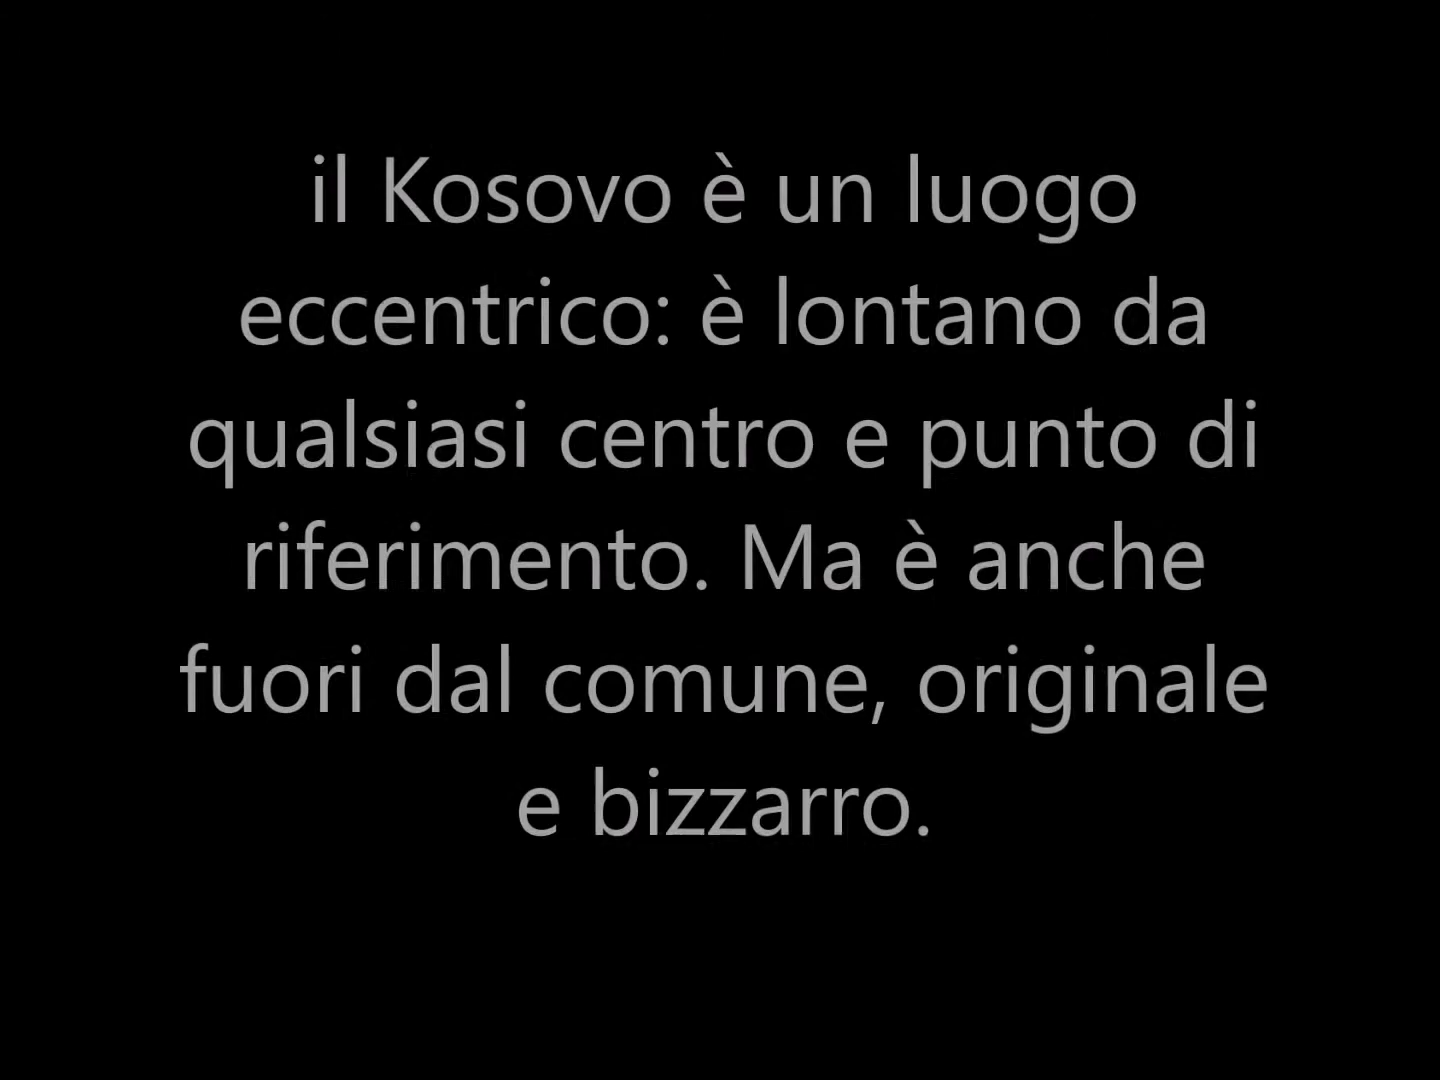 il Kosovo è un luogo
eccentrico: è lontano da
qualsiasi centro e punto di
riferimento. Ma è anche
fuori dal comune, originale
e bizzarro.